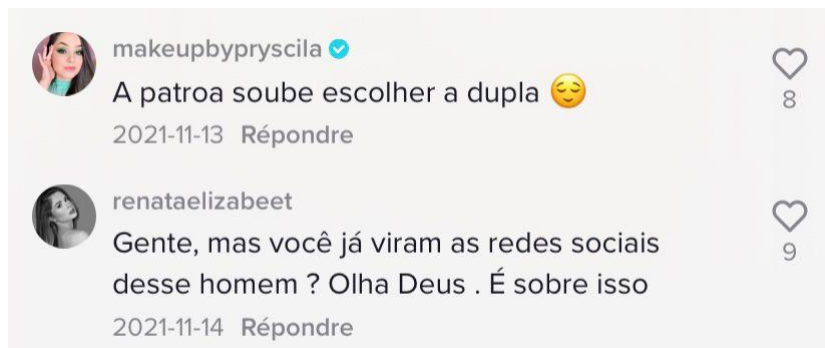 makeupbypryscila
A patroa soube escolher a dupla 😌
8
2021-11-13 Répondre
renataelizabeet
Gente, mas você já viram as redes sociais
desse homem ? Olha Deus . É sobre isso
9
2021-11-14 Répondre